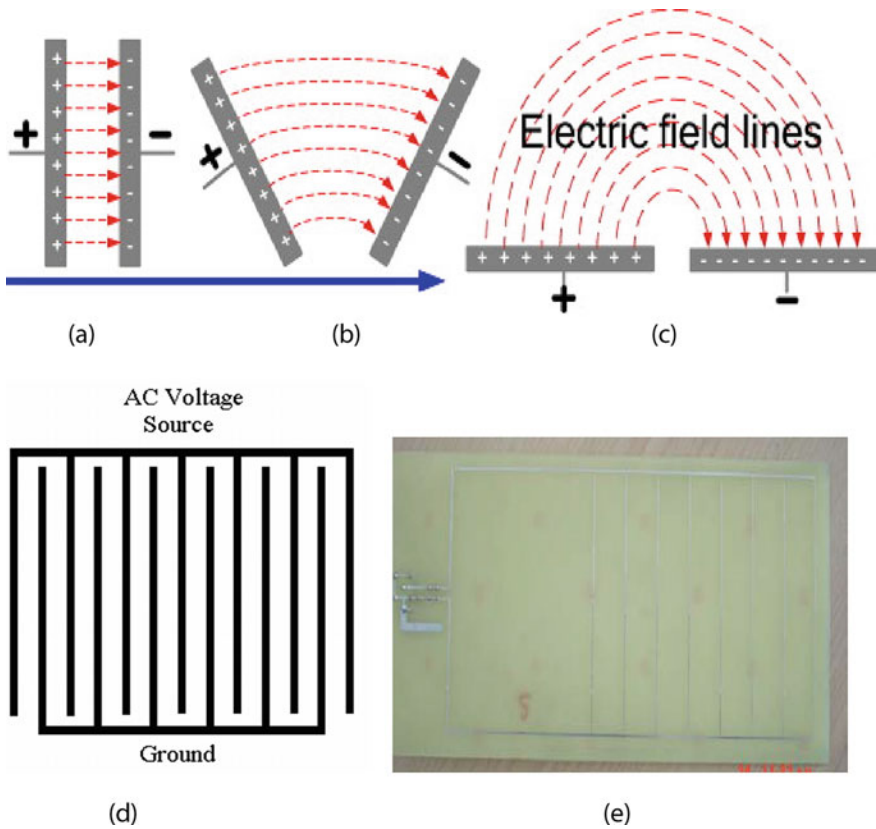 Electric field lines
(a)
(b)
(c)
AC Voltage
Source
Ground
S
(d)
(e)